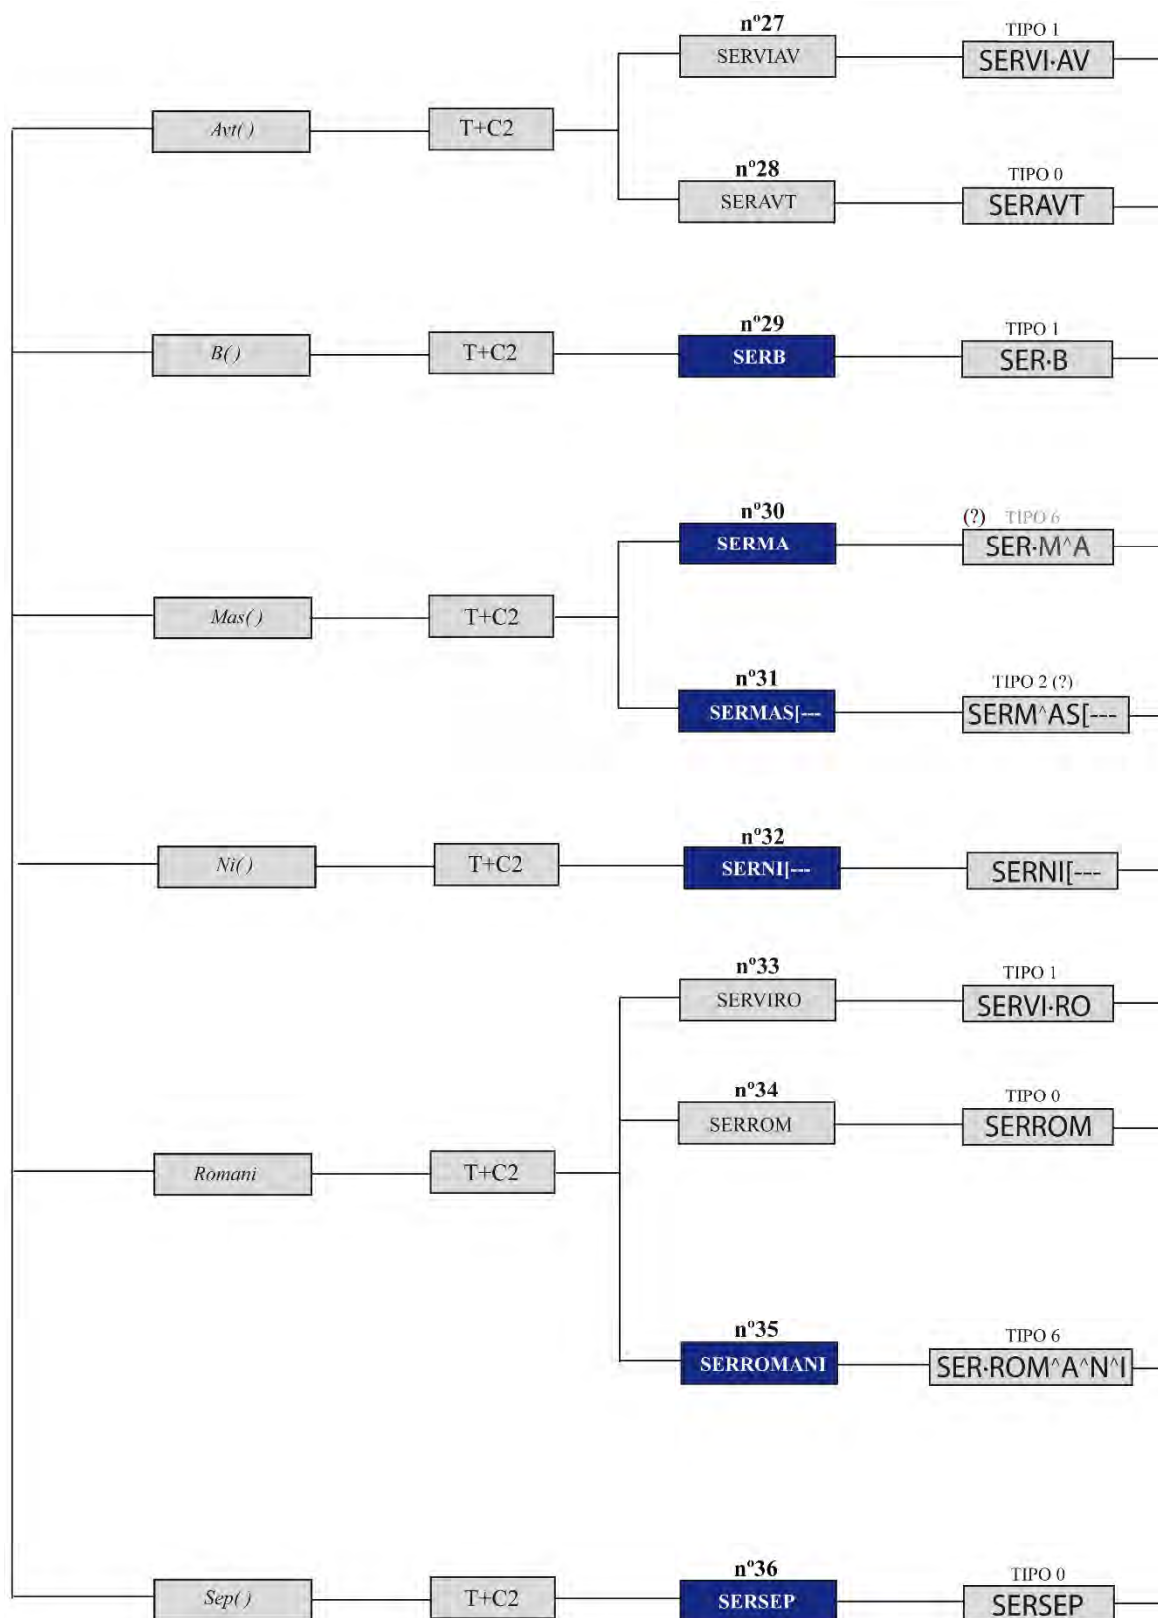 nº27
TIPO 1
SERVIAV
SERVI·AV
Avt( )
T+C2
nº28
TIPO 0
SERAVT
SERAVT
nº29
TIPO 1
B( )
T+C2
SERB
SER·B
nº30
(?) TIPO 6
SERMA
SER·M^A
Mas( )
T+C2
nº31
TIPO 2 (?)
SERMAS[---
SERM^AS[---
nº32
Ni( )
T+C2
SERNI[---
SERNI[---
nº33
TIPO 1
SERVIRO
SERVI·RO
nº34
TIPO 0
SERROM
SERROM
Romani
T+C2
nº35
TIPO 6
SERROMANI
SER·ROM^A^N^I
nº36
TIPO 0
Sep( )
T+C2
SERSEP
SERSEP